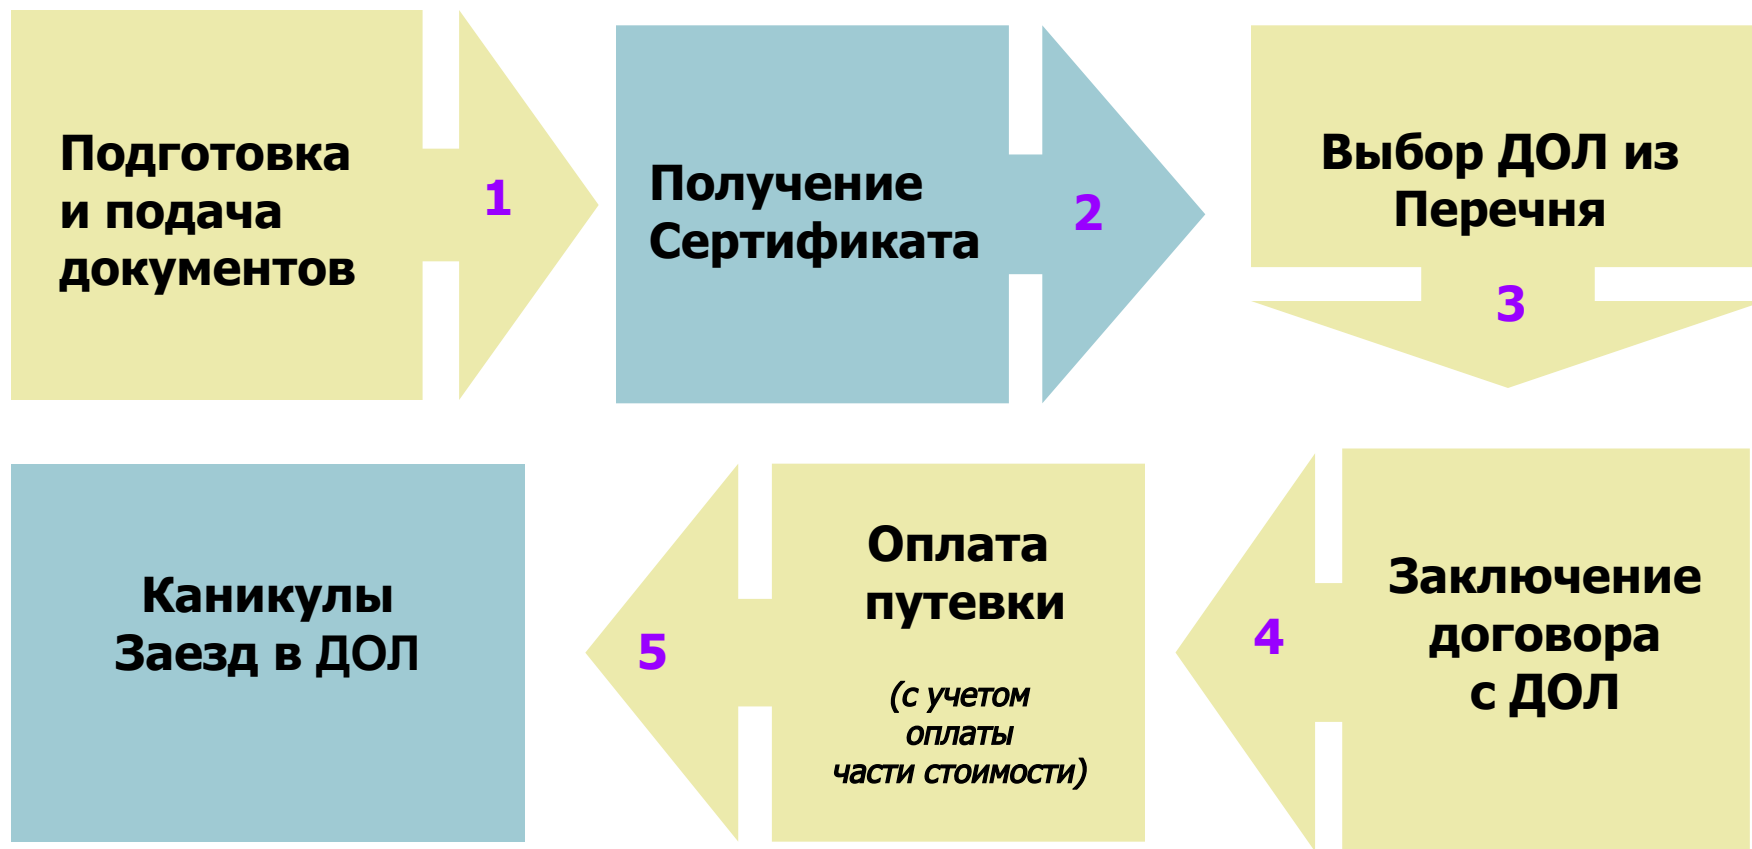 Подготовка
и подача
документов
1
Получение
Сертификата
2
Выбор ДОЛ из
Перечня
3
Заключение
договора
с ДОЛ
4
Оплата
путевки
(с учетом
оплаты
части стоимости)
5
Каникулы
Заезд в ДОЛ